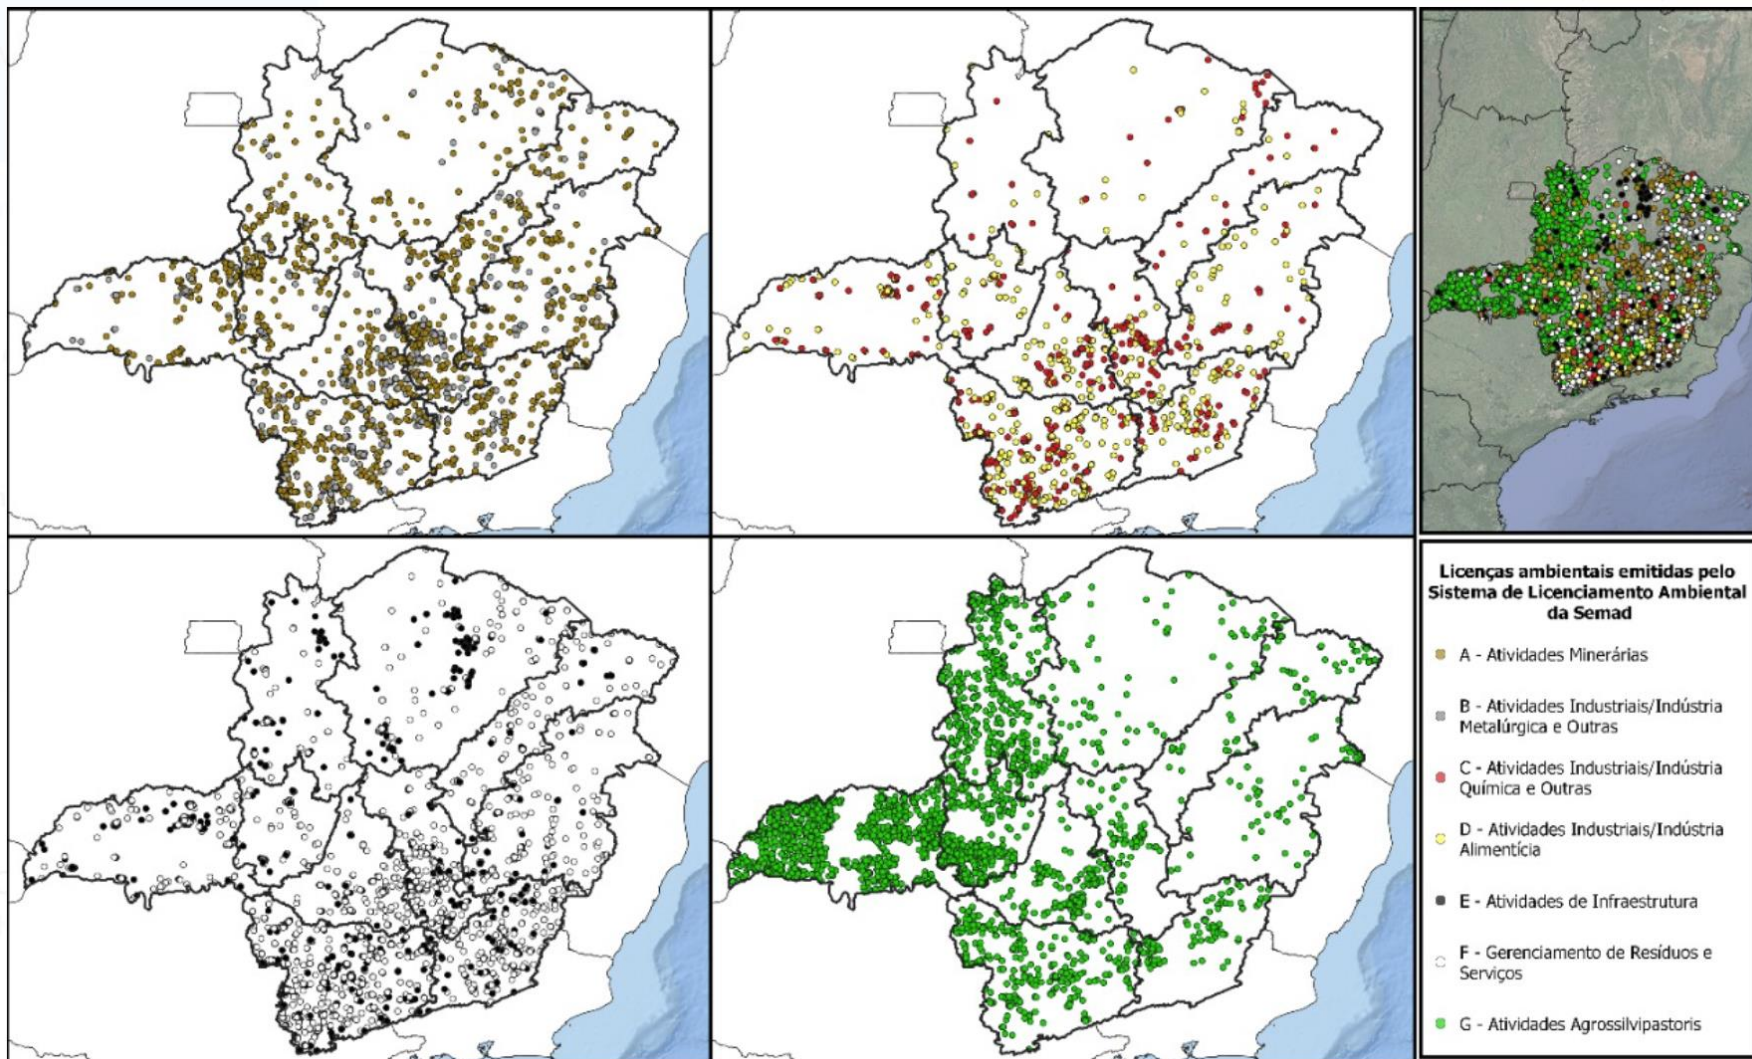 Licenças ambientais emitidas pelo
Sistema de Licenciamento Ambiental
da Semad
A - Atividades Minerárias
B - Atividades Industriais/Indústria
Metalúrgica e Outras
C - Atividades Industriais/Indústria
Química e Outras
D - Atividades Industriais/Indústria
Alimentícia
E - Atividades de Infraestrutura
F - Gerenciamento de Resíduos e
Serviços
G - Atividades Agrossilvipastoris